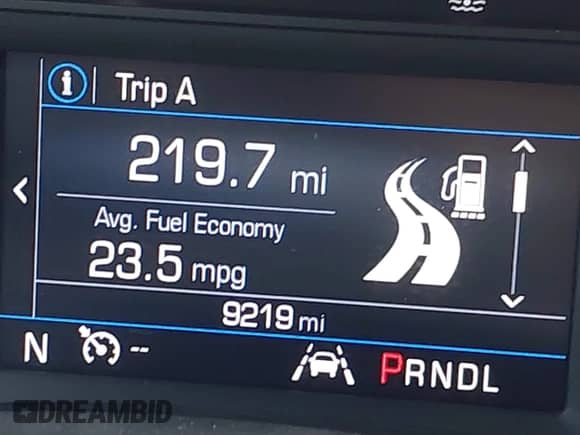 Trip A
219.7 mi
Avg. Fuel Economy
23.5 mpg
9219 mi
N -- PRNDL
DREAMBID